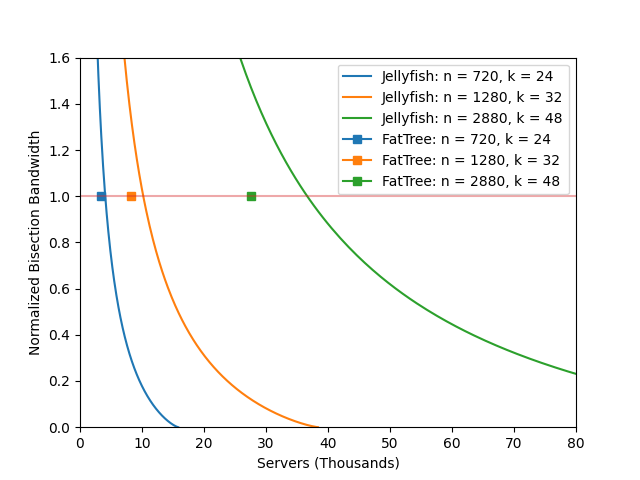 1.6
1.4
1.2
1.0
0.8
0.6
0.4
0.2
0.0
Normalized Bisection Bandwidth
Jellyfish: n = 720, k = 24
Jellyfish: n = 1280, k = 32
Jellyfish: n = 2880, k = 48
FatTree: n = 720, k = 24
FatTree: n = 1280, k = 32
FatTree: n = 2880, k = 48
0 10 20 30 40 50 60 70 80
Servers (Thousands)